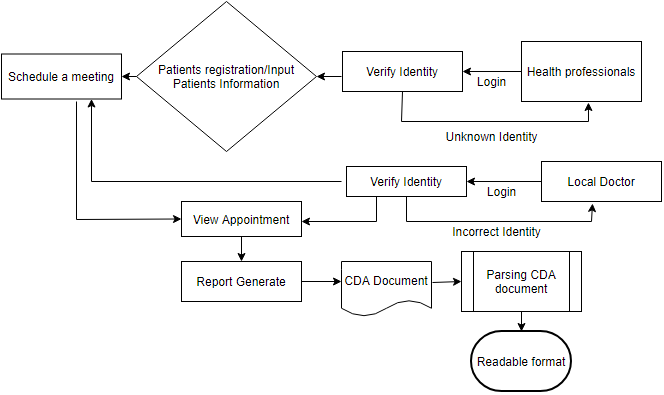 Schedule a meeting
Patients registration/Input
Patients Information
Verify Identity
Login
Health professionals
Unknown Identity
Verify Identity
Login
Local Doctor
Incorrect Identity
View Appointment
Report Generate
CDA Document
Parsing CDA
document
Readable format